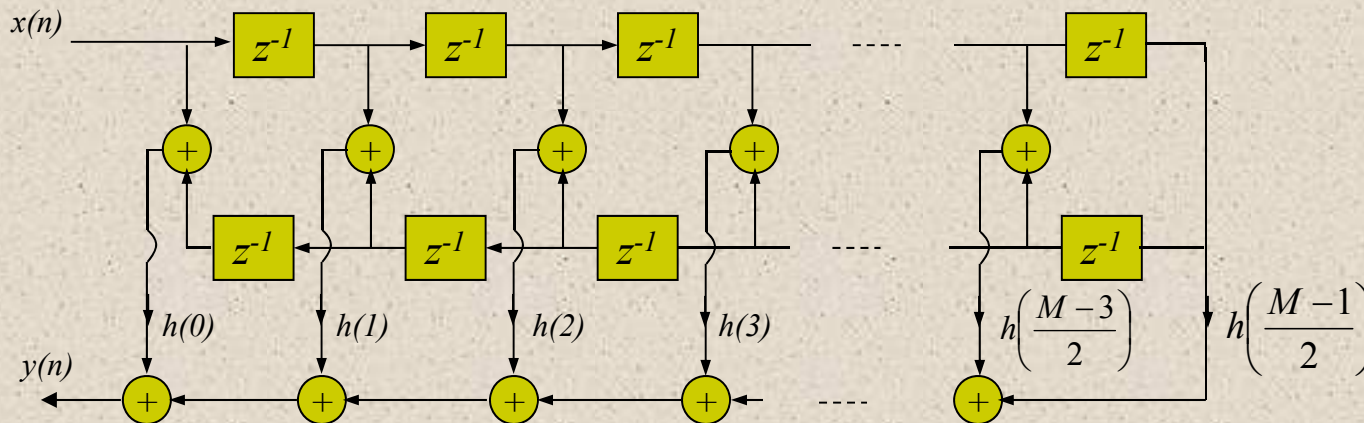 x(n)
z⁻¹ z⁻¹ z⁻¹ ---- z⁻¹
+ + + + +
z⁻¹ z⁻¹ z⁻¹ ---- z⁻¹
h(0) h(1) h(2) h(3) h((M−3)/2) h((M−1)/2)
y(n)
+ + + + ---- +